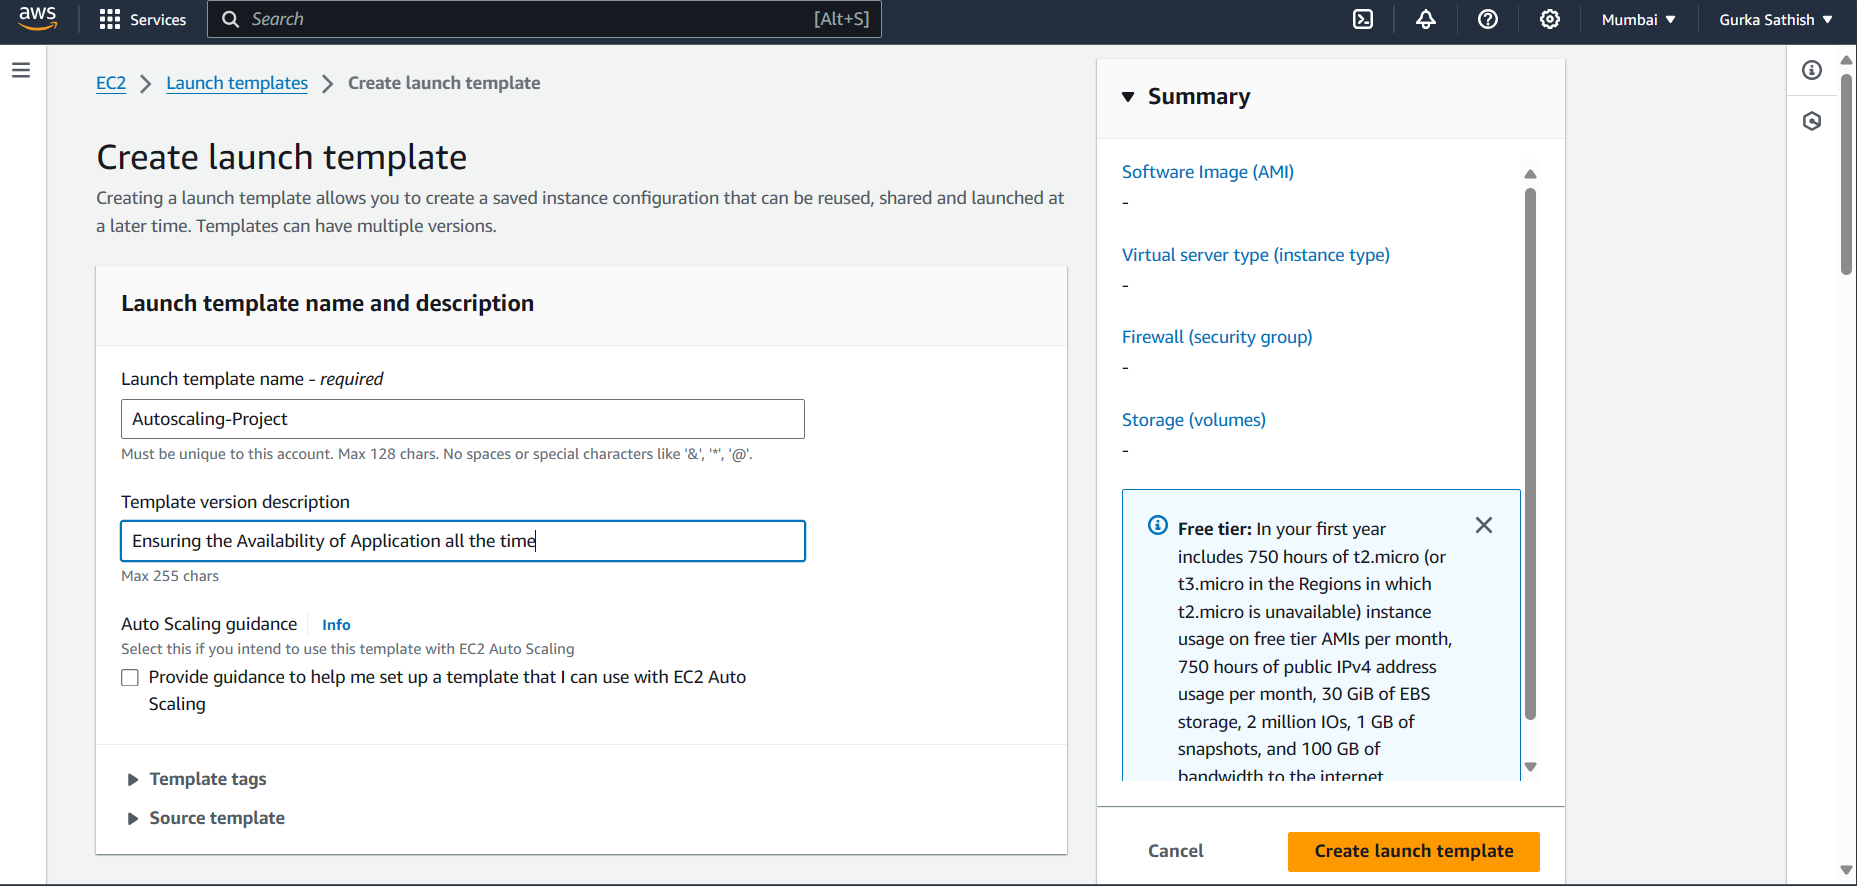 aws
Services
Search
[Alt+S]
Mumbai
Gurka Sathish
EC2
Launch templates
Create launch template
Create launch template
Creating a launch template allows you to create a saved instance configuration that can be reused, shared and launched at
a later time. Templates can have multiple versions.
Launch template name and description
Launch template name - required
Autoscaling-Project
Must be unique to this account. Max 128 chars. No spaces or special characters like '&', '*', '@'.
Template version description
Ensuring the Availability of Application all the time
Max 255 chars
Auto Scaling guidance
Info
Select this if you intend to use this template with EC2 Auto Scaling
Provide guidance to help me set up a template that I can use with EC2 Auto
Scaling
Template tags
Source template
Summary
Software Image (AMI)
-
Virtual server type (instance type)
-
Firewall (security group)
-
Storage (volumes)
-
Free tier: In your first year
includes 750 hours of t2.micro (or
t3.micro in the Regions in which
t2.micro is unavailable) instance
usage on free tier AMIs per month,
750 hours of public IPv4 address
usage per month, 30 GiB of EBS
storage, 2 million IOs, 1 GB of
snapshots, and 100 GB of
bandwidth to the internet.
Cancel
Create launch template